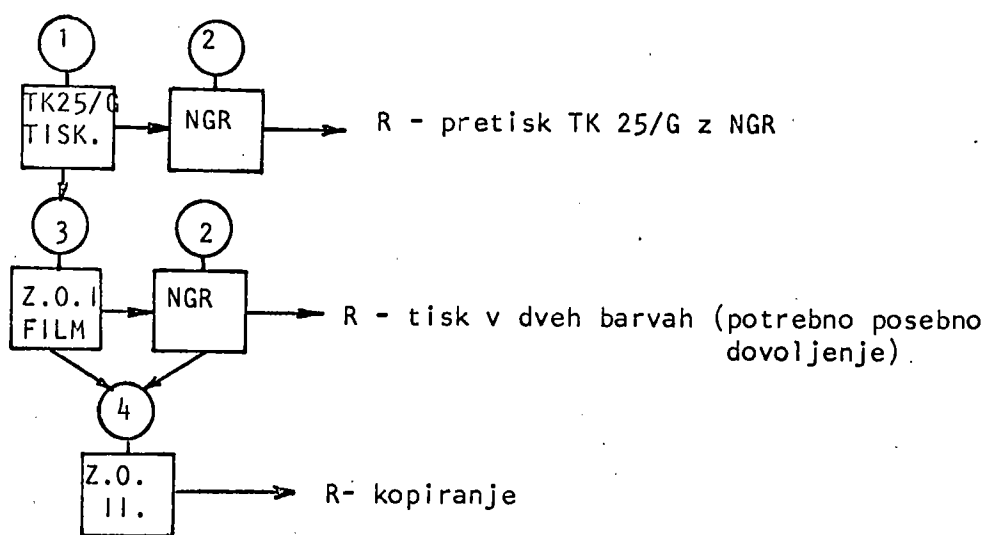 1 2
TK25/G
TISK.
NGR
R - pretisk TK 25/G z NGR
3 2
Z.O.I
FILM
NGR
R - tisk v dveh barvah (potrebno posebno
dovoljenje)
4
Z.O.
II.
R- kopiranje